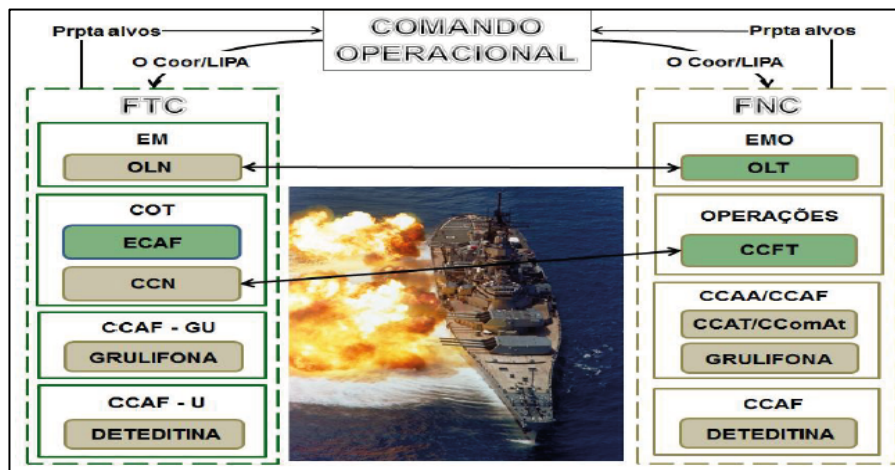 COMANDO
OPERACIONAL
Prpta alvos
Prpta alvos
O Coor/LIPA
O Coor/LIPA
FTC
EM
OLN
COT
ECAF
CCN
CCAF - GU
GRULIFONA
CCAF - U
DETEDITINA
FNC
EMO
OLT
OPERAÇÕES
CCFT
CCAA/CCAF
CCAT/CComAt
GRULIFONA
CCAF
DETEDITINA